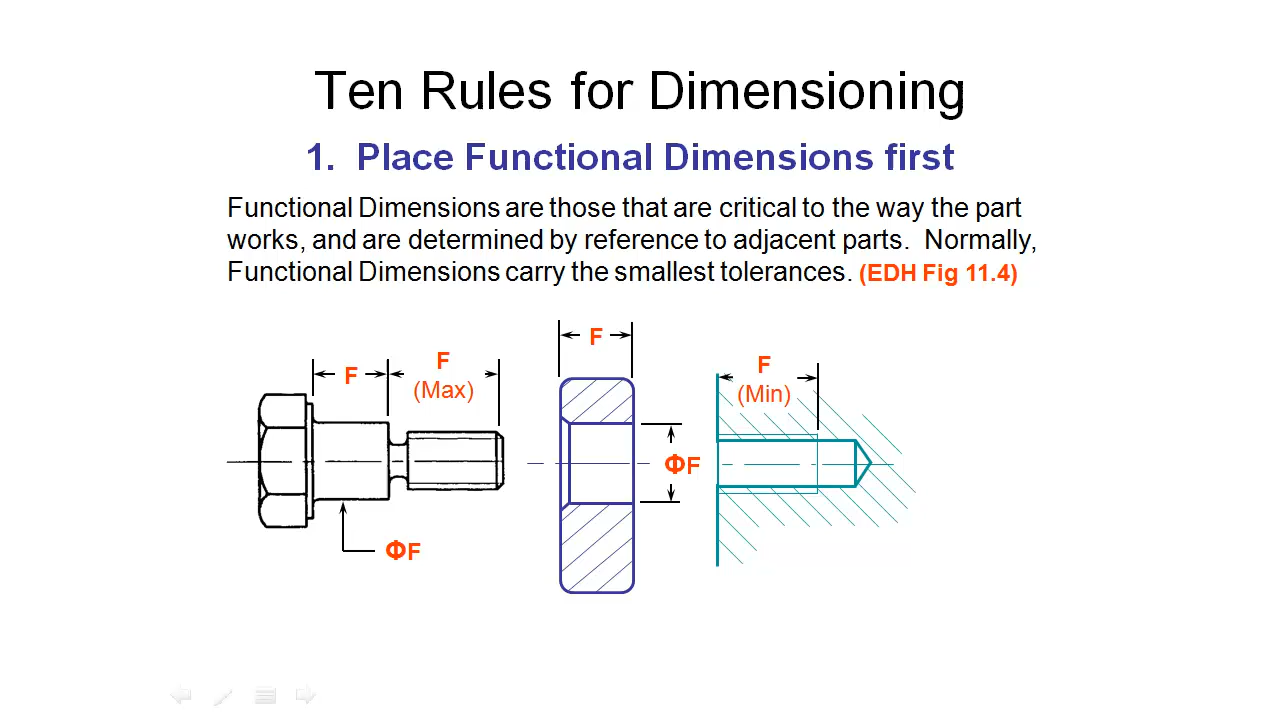 Ten Rules for Dimensioning
1. Place Functional Dimensions first
Functional Dimensions are those that are critical to the way the part
works, and are determined by reference to adjacent parts. Normally,
Functional Dimensions carry the smallest tolerances. (EDH Fig 11.4)
F
F
(Max)
ΦF
F
ΦF
F
(Min)